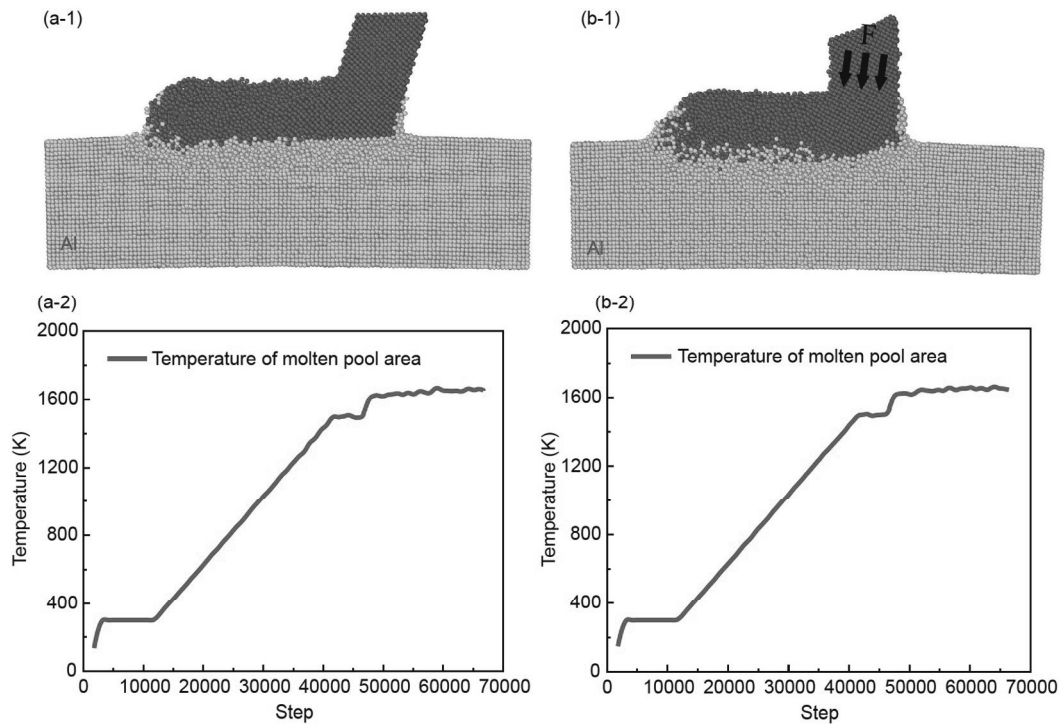 (a-1)
(b-1)
F
Al
Al
(a-2)
(b-2)
2000
1600
1200
800
400
0
Temperature (K)
Temperature of molten pool area
0 10000 20000 30000 40000 50000 60000 70000
Step
2000
1600
1200
800
400
0
Temperature (K)
Temperature of molten pool area
0 10000 20000 30000 40000 50000 60000 70000
Step